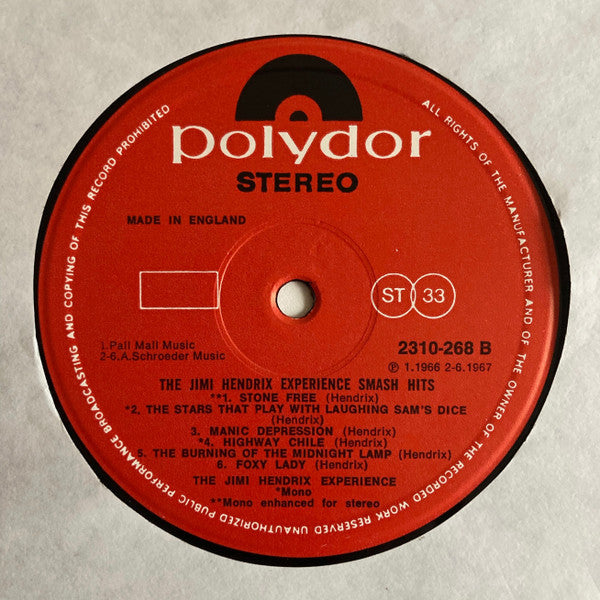 polydor
STEREO
MADE IN ENGLAND
ST 33
1.Pall Mall Music
2-6.A.Schroeder Music
2310-268 B
℗ 1.1966 2-6.1967
THE JIMI HENDRIX EXPERIENCE SMASH HITS
**1. STONE FREE (Hendrix)
*2. THE STARS THAT PLAY WITH LAUGHING SAM'S DICE
(Hendrix)
3. MANIC DEPRESSION (Hendrix)
*4. HIGHWAY CHILE (Hendrix)
5. THE BURNING OF THE MIDNIGHT LAMP (Hendrix)
6. FOXY LADY (Hendrix)
THE JIMI HENDRIX EXPERIENCE
*Mono
**Mono enhanced for stereo
ALL RIGHTS OF THE MANUFACTURER AND OF THE OWNER OF THE RECORDED WORK RESERVED UNAUTHORIZED PUBLIC PERFORMANCE BROADCASTING AND COPYING OF THIS RECORD PROHIBITED